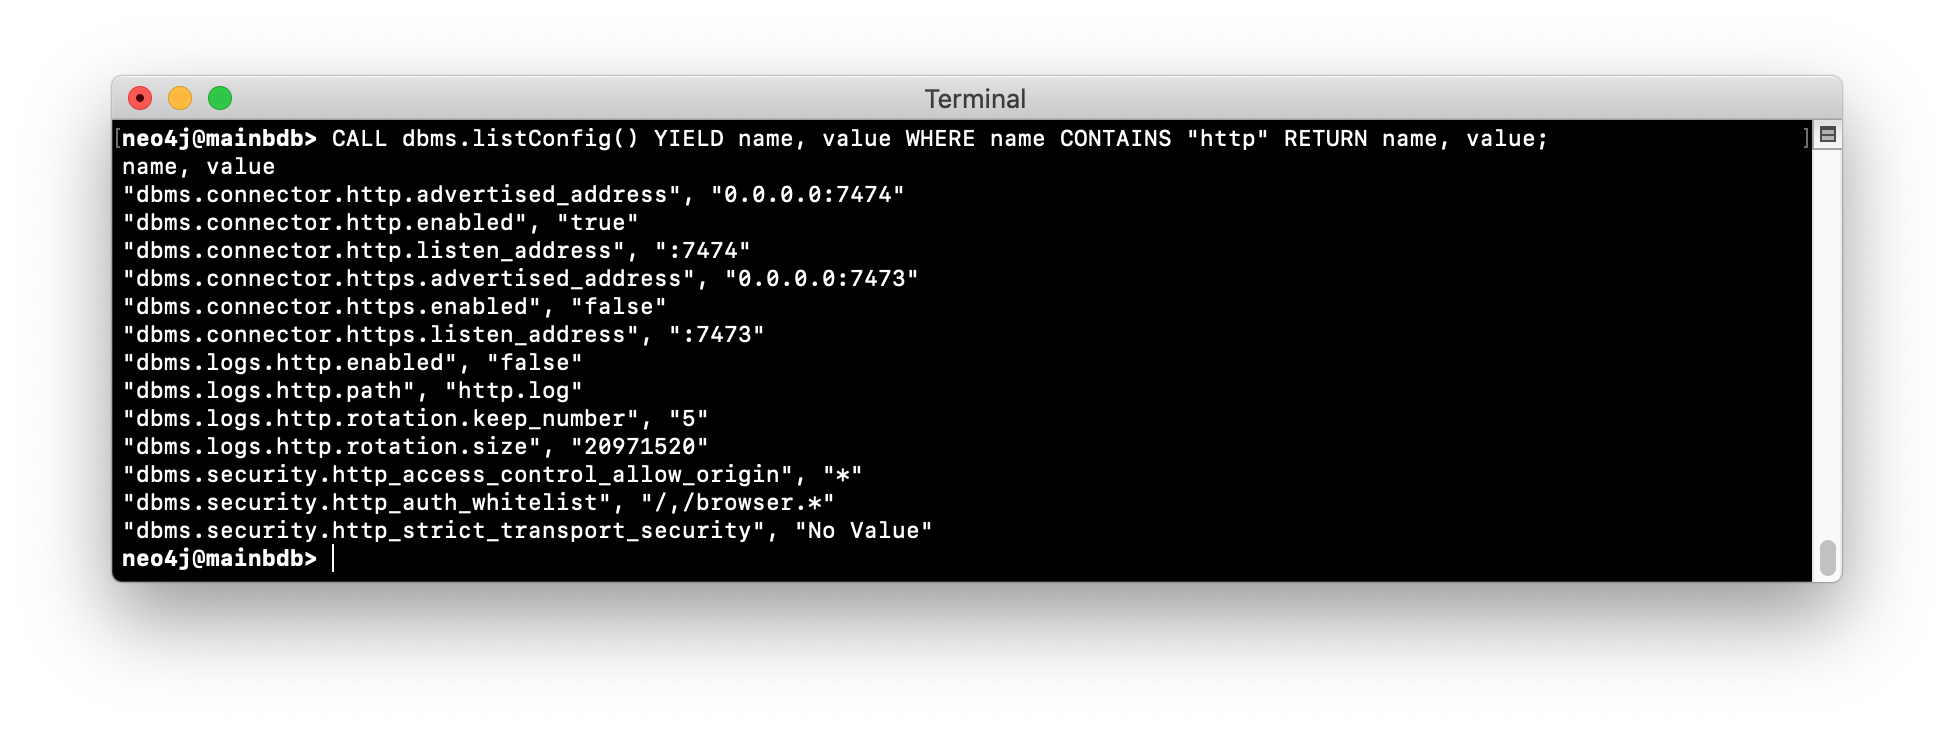 Terminal
[neo4j@mainbdb> CALL dbms.listConfig() YIELD name, value WHERE name CONTAINS "http" RETURN name, value; ]
name, value
"dbms.connector.http.advertised_address", "0.0.0.0:7474"
"dbms.connector.http.enabled", "true"
"dbms.connector.http.listen_address", ":7474"
"dbms.connector.https.advertised_address", "0.0.0.0:7473"
"dbms.connector.https.enabled", "false"
"dbms.connector.https.listen_address", ":7473"
"dbms.logs.http.enabled", "false"
"dbms.logs.http.path", "http.log"
"dbms.logs.http.rotation.keep_number", "5"
"dbms.logs.http.rotation.size", "20971520"
"dbms.security.http_access_control_allow_origin", "*"
"dbms.security.http_auth_whitelist", "/,/browser.*"
"dbms.security.http_strict_transport_security", "No Value"
neo4j@mainbdb>